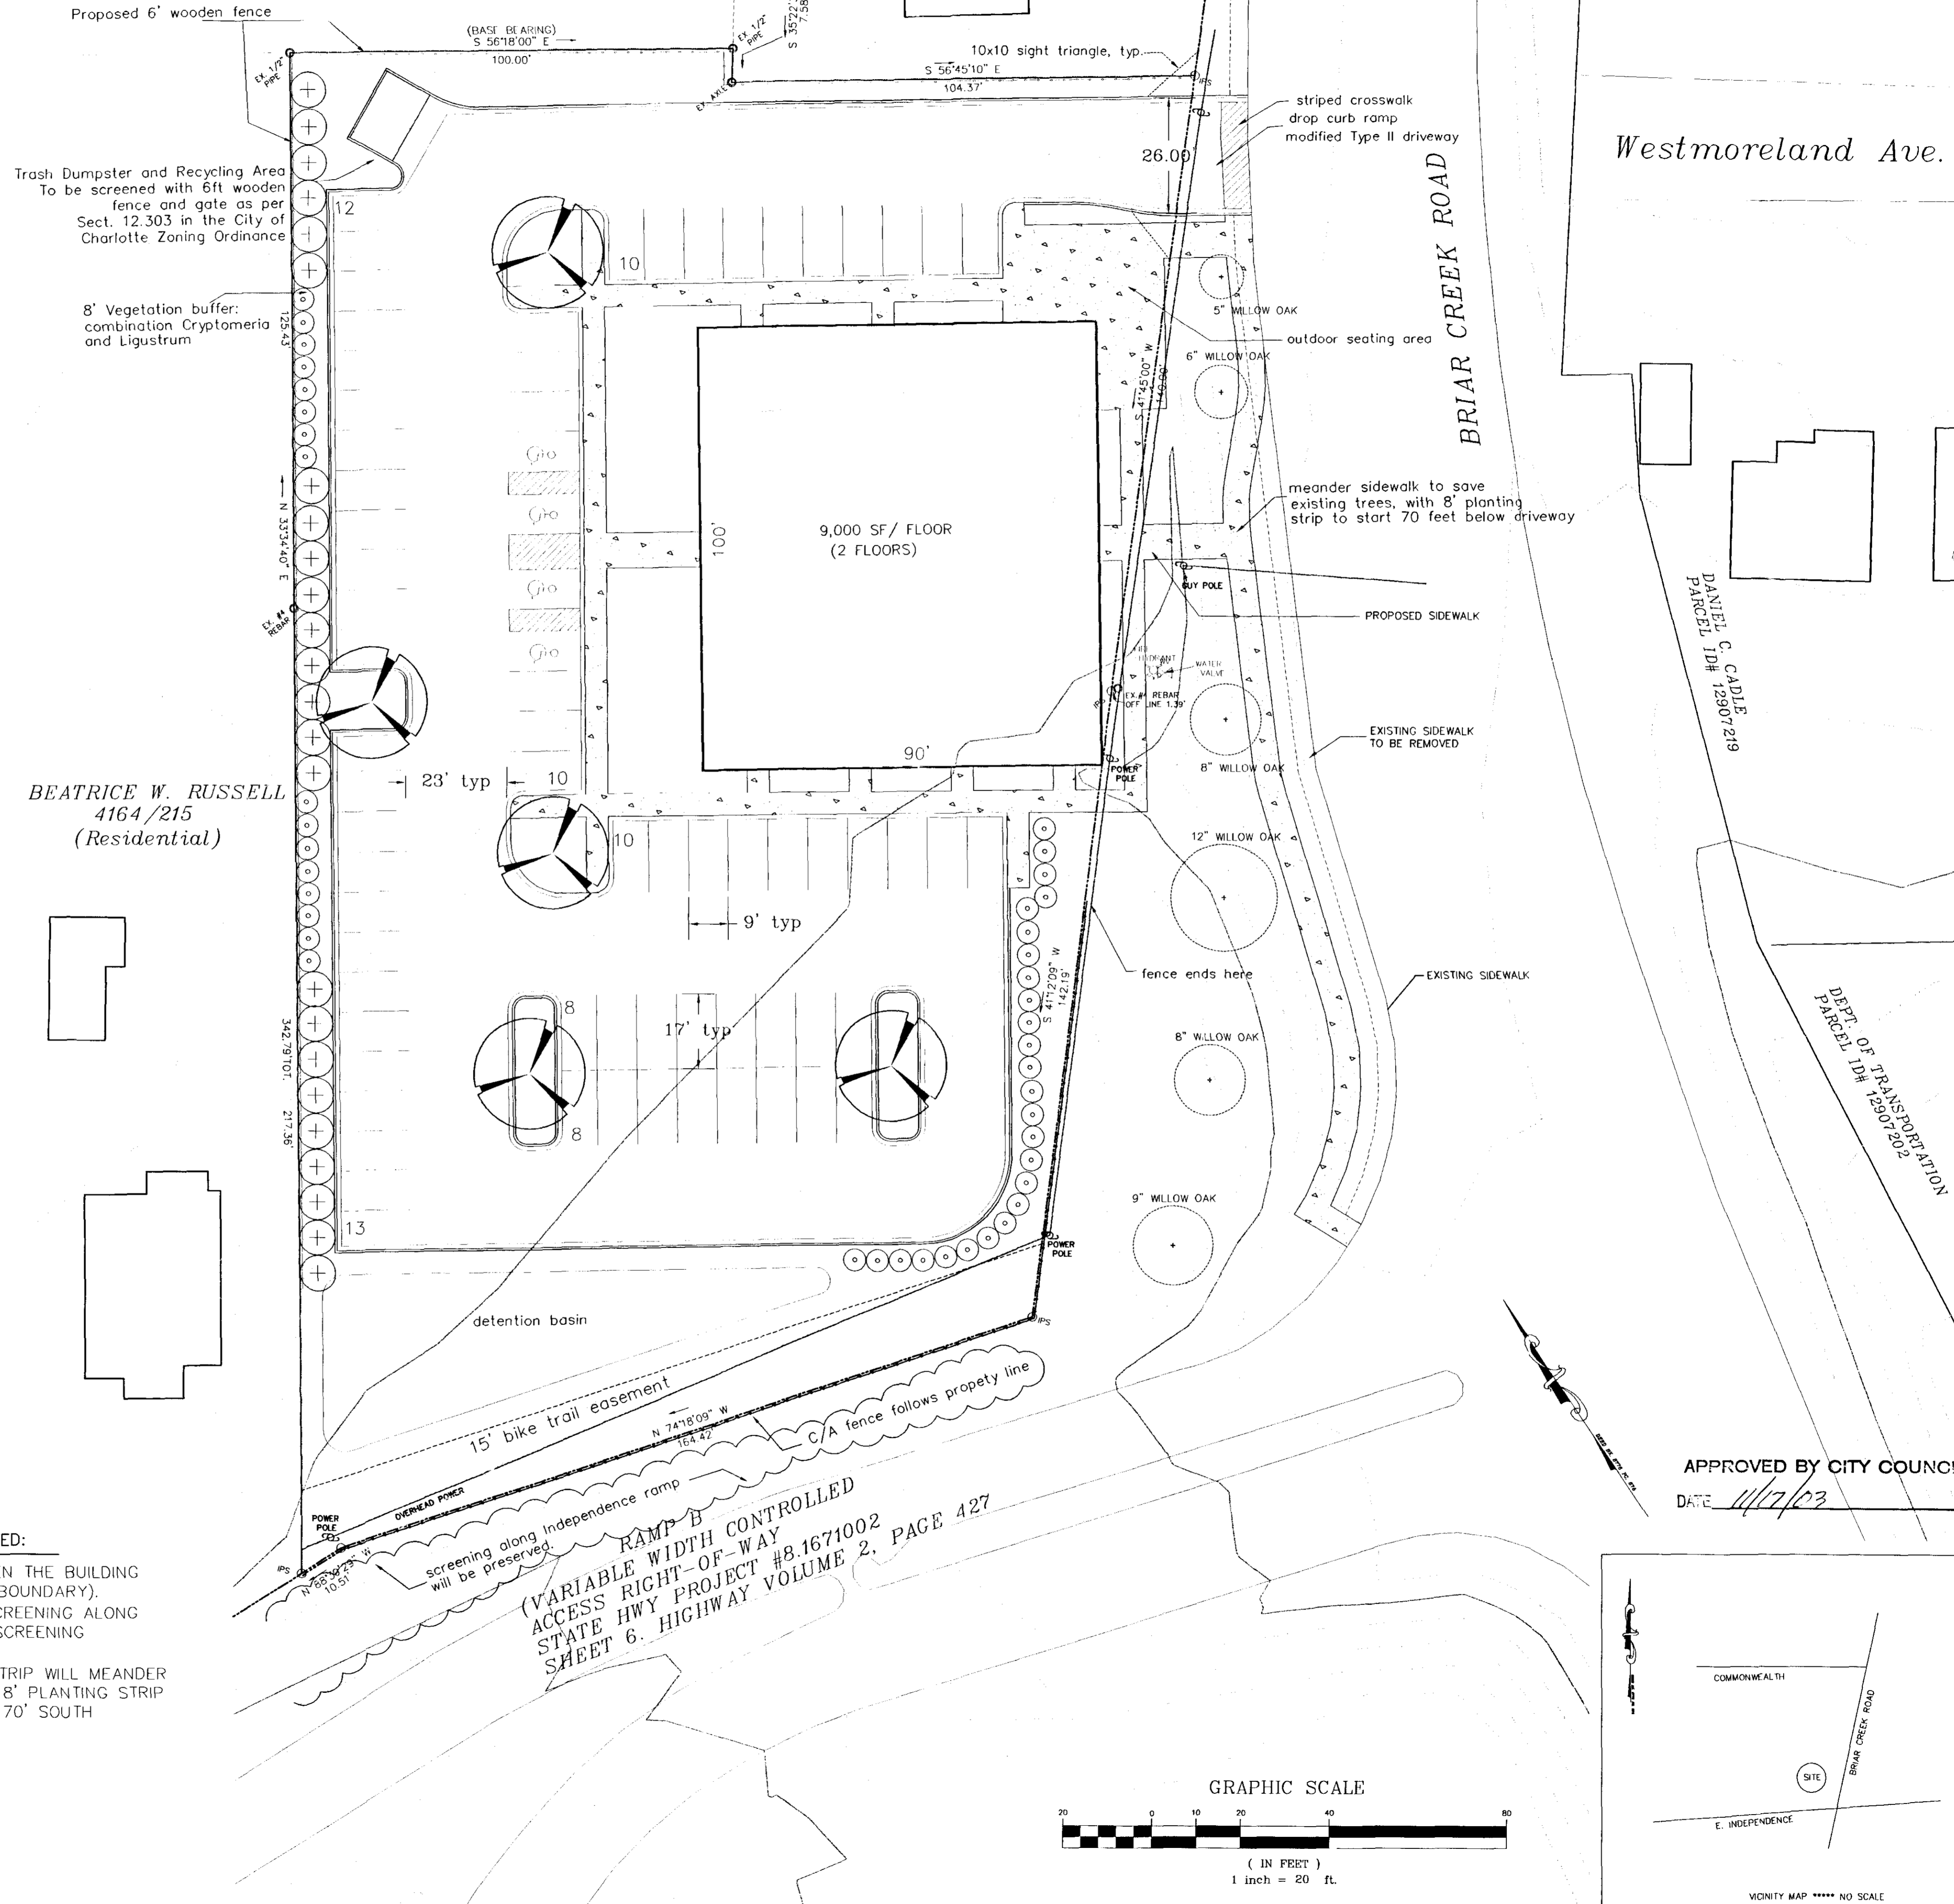 Proposed 6' wooden fence
(BASE BEARING)
S 56°18'00" E
100.00'
EX. 1/2"
PIPE
EX 1/2"
PIPE
S 35°22'
7.58
EX. AXLE
10x10 sight triangle, typ.
S 56°45'10" E
104.37'
IPS
striped crosswalk
drop curb ramp
modified Type II driveway
26.00'
Westmoreland Ave.
BRIAR CREEK ROAD
Trash Dumpster and Recycling Area
To be screened with 6ft wooden
fence and gate as per
Sect. 12.303 in the City of
Charlotte Zoning Ordinance
12
10
8' Vegetation buffer:
combination Cryptomeria
and Ligustrum
125.43'
5" WILLOW OAK
outdoor seating area
6" WILLOW OAK
S 41°45'00" W
140.00'
meander sidewalk to save
existing trees, with 8' planting
strip to start 70 feet below driveway
N 33°34'40" E
9,000 SF/ FLOOR
(2 FLOORS)
100'
GUY POLE
PROPOSED SIDEWALK
EX. #4
REBAR
DANIEL C. CADLE
PARCEL ID# 12907219
HYDRANT
WATER
VALVE
EX.#4 REBAR
OFF LINE 1.39'
IPS
EXISTING SIDEWALK
TO BE REMOVED
90'
8" WILLOW OAK
POWER
POLE
23' typ
10
BEATRICE W. RUSSELL
4164/215
(Residential)
10
12" WILLOW OAK
9' typ
fence ends here
EXISTING SIDEWALK
S 41°12'09" W
142.19'
DEPT. OF TRANSPORTATION
PARCEL ID# 12907202
8
17' typ
8" WILLOW OAK
342.79'TOT.
217.36'
8
9" WILLOW OAK
13
POWER
POLE
detention basin
IPS
15' bike trail easement
N 74°18'09" W
164.42'
C/A fence follows propety line
OVERHEAD POWER
POWER
POLE
screening along Independence ramp
will be preserved.
IPS
N 88°39'23" W
10.51'
RAMP B
(VARIABLE WIDTH CONTROLLED
ACCESS RIGHT-OF-WAY
STATE HWY PROJECT #8.1671002
SHEET 6. HIGHWAY VOLUME 2, PAGE 427
APPROVED BY CITY COUNC
DATE 11/17/03
ED:
EN THE BUILDING
BOUNDARY).
CREENING ALONG
SCREENING
TRIP WILL MEANDER
8' PLANTING STRIP
70' SOUTH
COMMONWEALTH
BRIAR CREEK ROAD
SITE
E. INDEPENDENCE
VICINITY MAP ***** NO SCALE
GRAPHIC SCALE
20 0 10 20 40 80
( IN FEET )
1 inch = 20 ft.